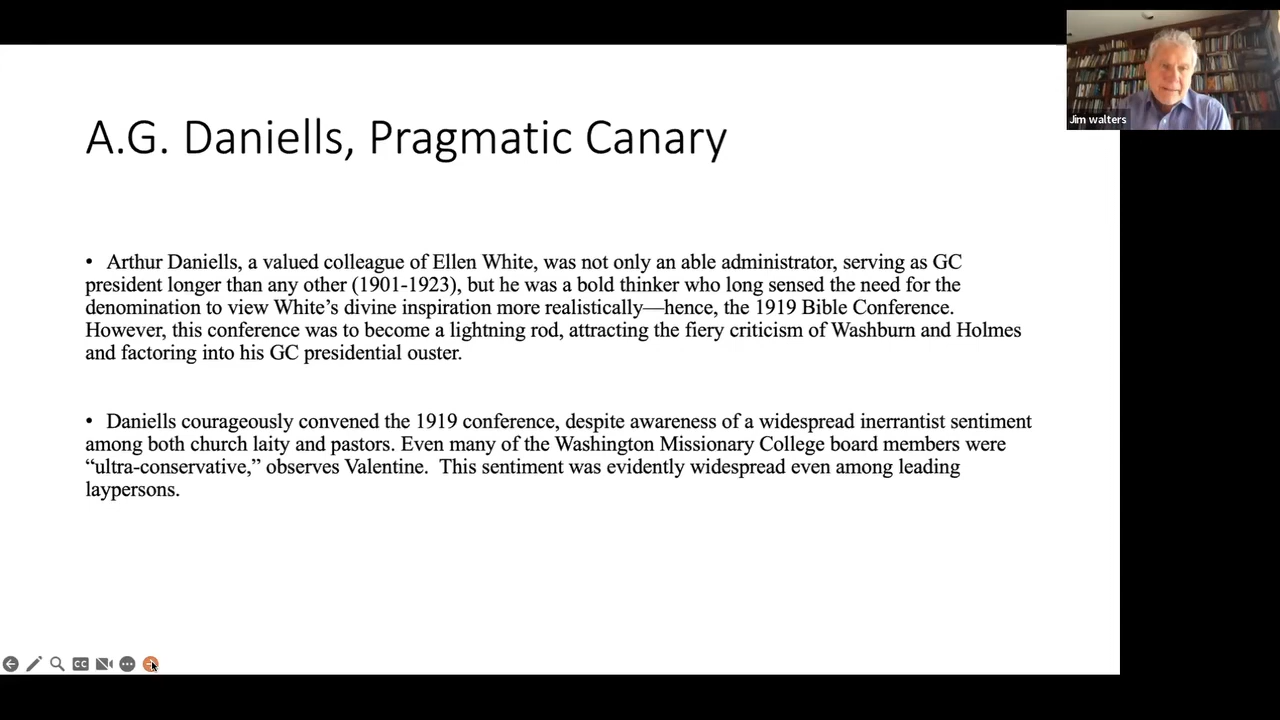 Jim walters
A.G. Daniells, Pragmatic Canary
• Arthur Daniells, a valued colleague of Ellen White, was not only an able administrator, serving as GC
president longer than any other (1901-1923), but he was a bold thinker who long sensed the need for the
denomination to view White’s divine inspiration more realistically—hence, the 1919 Bible Conference.
However, this conference was to become a lightning rod, attracting the fiery criticism of Washburn and Holmes
and factoring into his GC presidential ouster.
• Daniells courageously convened the 1919 conference, despite awareness of a widespread inerrantist sentiment
among both church laity and pastors. Even many of the Washington Missionary College board members were
“ultra-conservative,” observes Valentine.  This sentiment was evidently widespread even among leading
laypersons.
CC